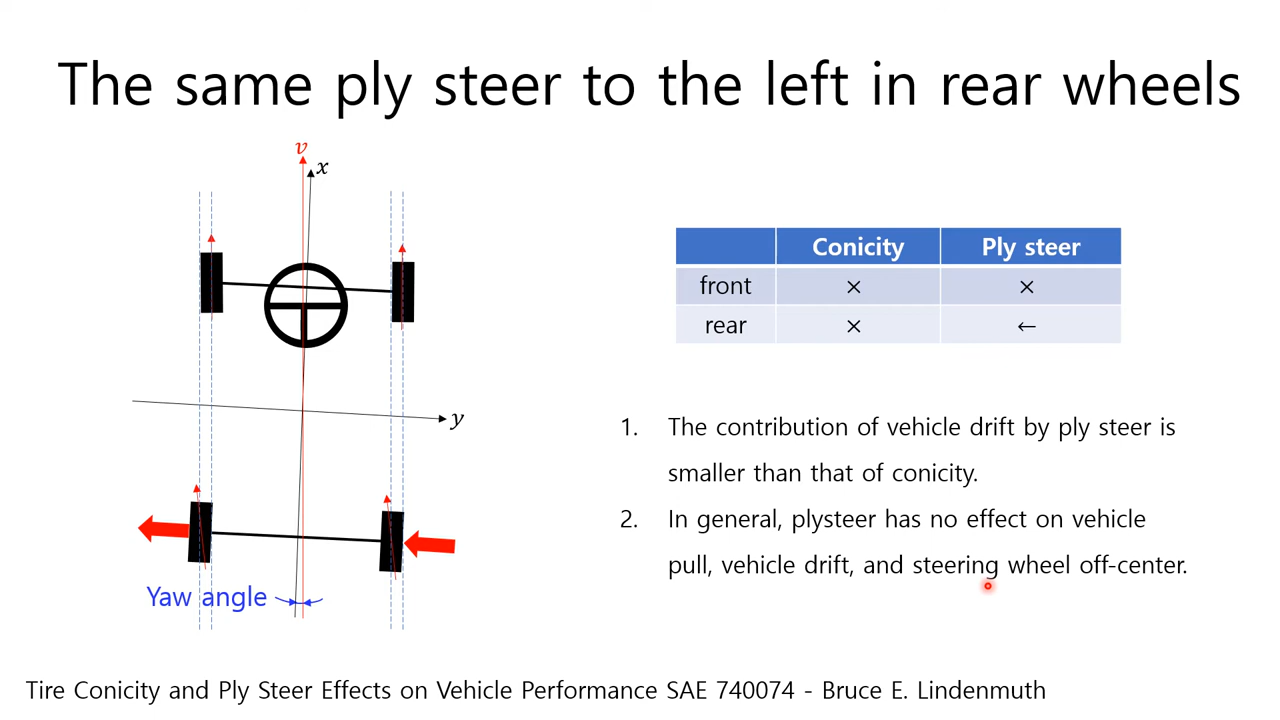 The same ply steer to the left in rear wheels
v
x
y
Yaw angle
Conicity Ply steer
front × ×
rear × ←
1. The contribution of vehicle drift by ply steer is
smaller than that of conicity.
2. In general, plysteer has no effect on vehicle
pull, vehicle drift, and steering wheel off-center.
Tire Conicity and Ply Steer Effects on Vehicle Performance SAE 740074 - Bruce E. Lindenmuth